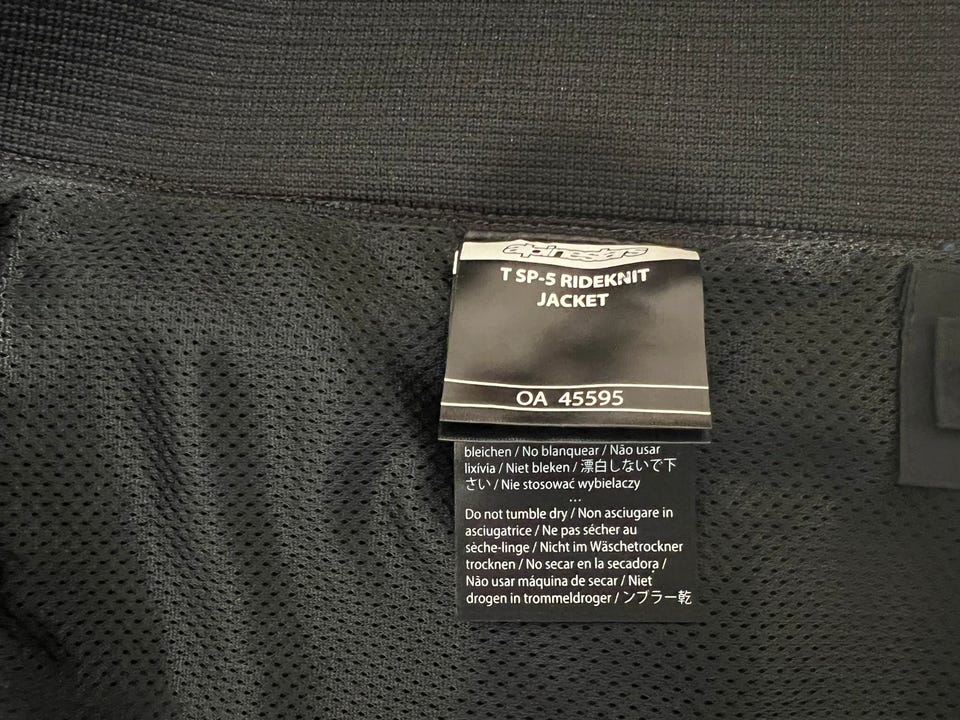 alpinestars
T SP-5 RIDEKNIT
JACKET
OA 45595
bleichen / No blanquear / Não usar
lixívia / Niet bleken / 漂白しないで下
さい / Nie stosować wybielaczy
...
Do not tumble dry / Non asciugare in
asciugatrice / Ne pas sécher au
sèche-linge / Nicht im Wäschetrockner
trocknen / No secar en la secadora /
Não usar máquina de secar / Niet
drogen in trommeldroger / ンブラー乾